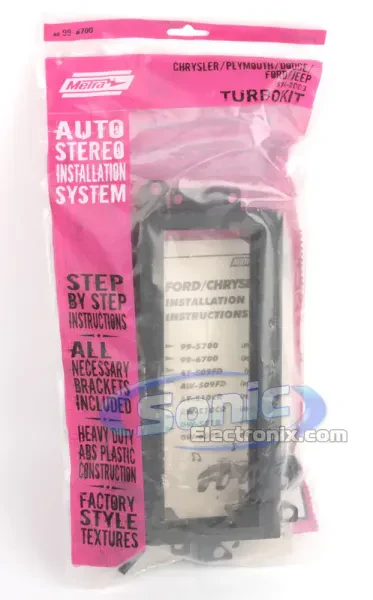 99-6700
CHRYSLER/PLYMOUTH/DODGE/
FORD/JEEP
TURBOKIT
Metra
AUTO
STEREO
INSTALLATION
SYSTEM
STEP
BY STEP
INSTRUCTIONS
ALL
NECESSARY
BRACKETS
INCLUDED
HEAVY DUTY
ABS PLASTIC
CONSTRUCTION
FACTORY
STYLE
TEXTURES
FORD/CHRYSL
INSTALLATION
INSTRUCTIONS
99-5700
99-6700
Sonic
Electronix.com